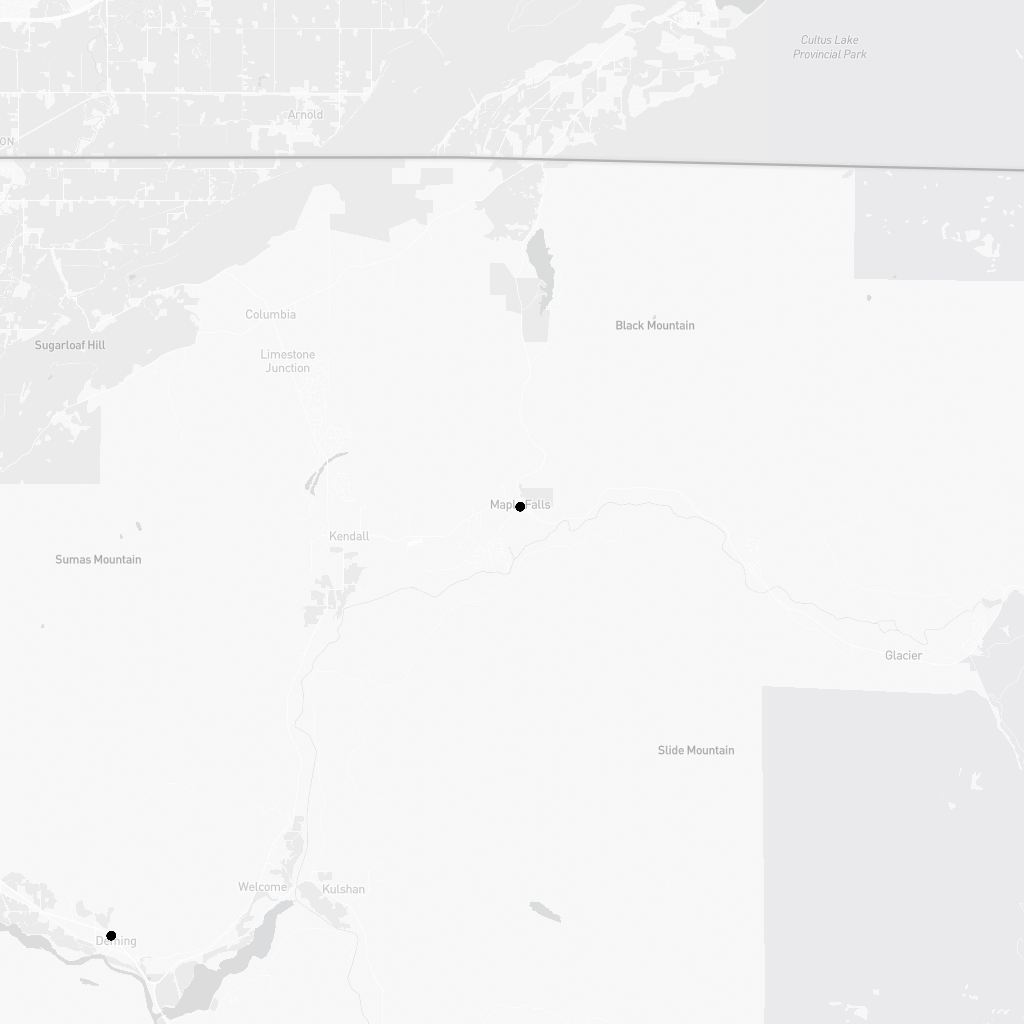 Cultus Lake
Provincial Park
Arnold
ON
Columbia
Black Mountain
Sugarloaf Hill
Limestone
Junction
Maple Falls
Kendall
Sumas Mountain
Glacier
Slide Mountain
Welcome
Kulshan
Deming